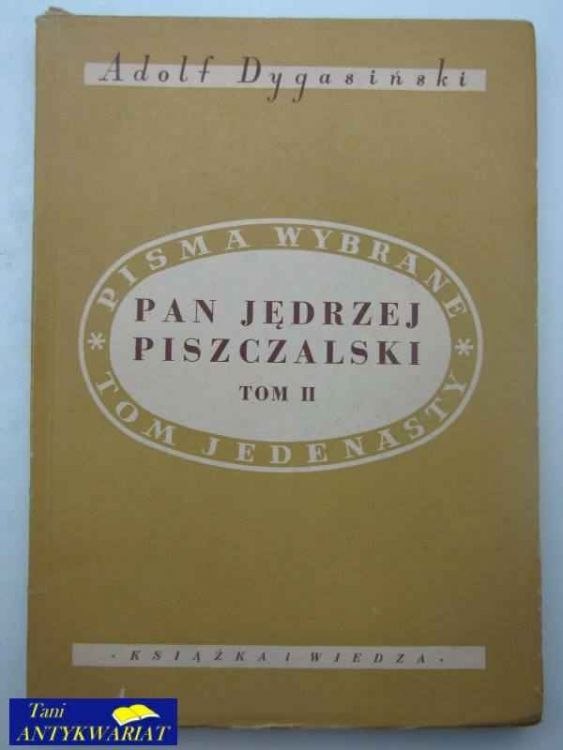 Adolf Dygasiński
PISMA WYBRANE
PAN JĘDRZEJ
PISZCZALSKI
TOM II
TOM JEDENASTY
· KSIĄŻKA I WIEDZA ·
Tani
ANTYKWARIAT